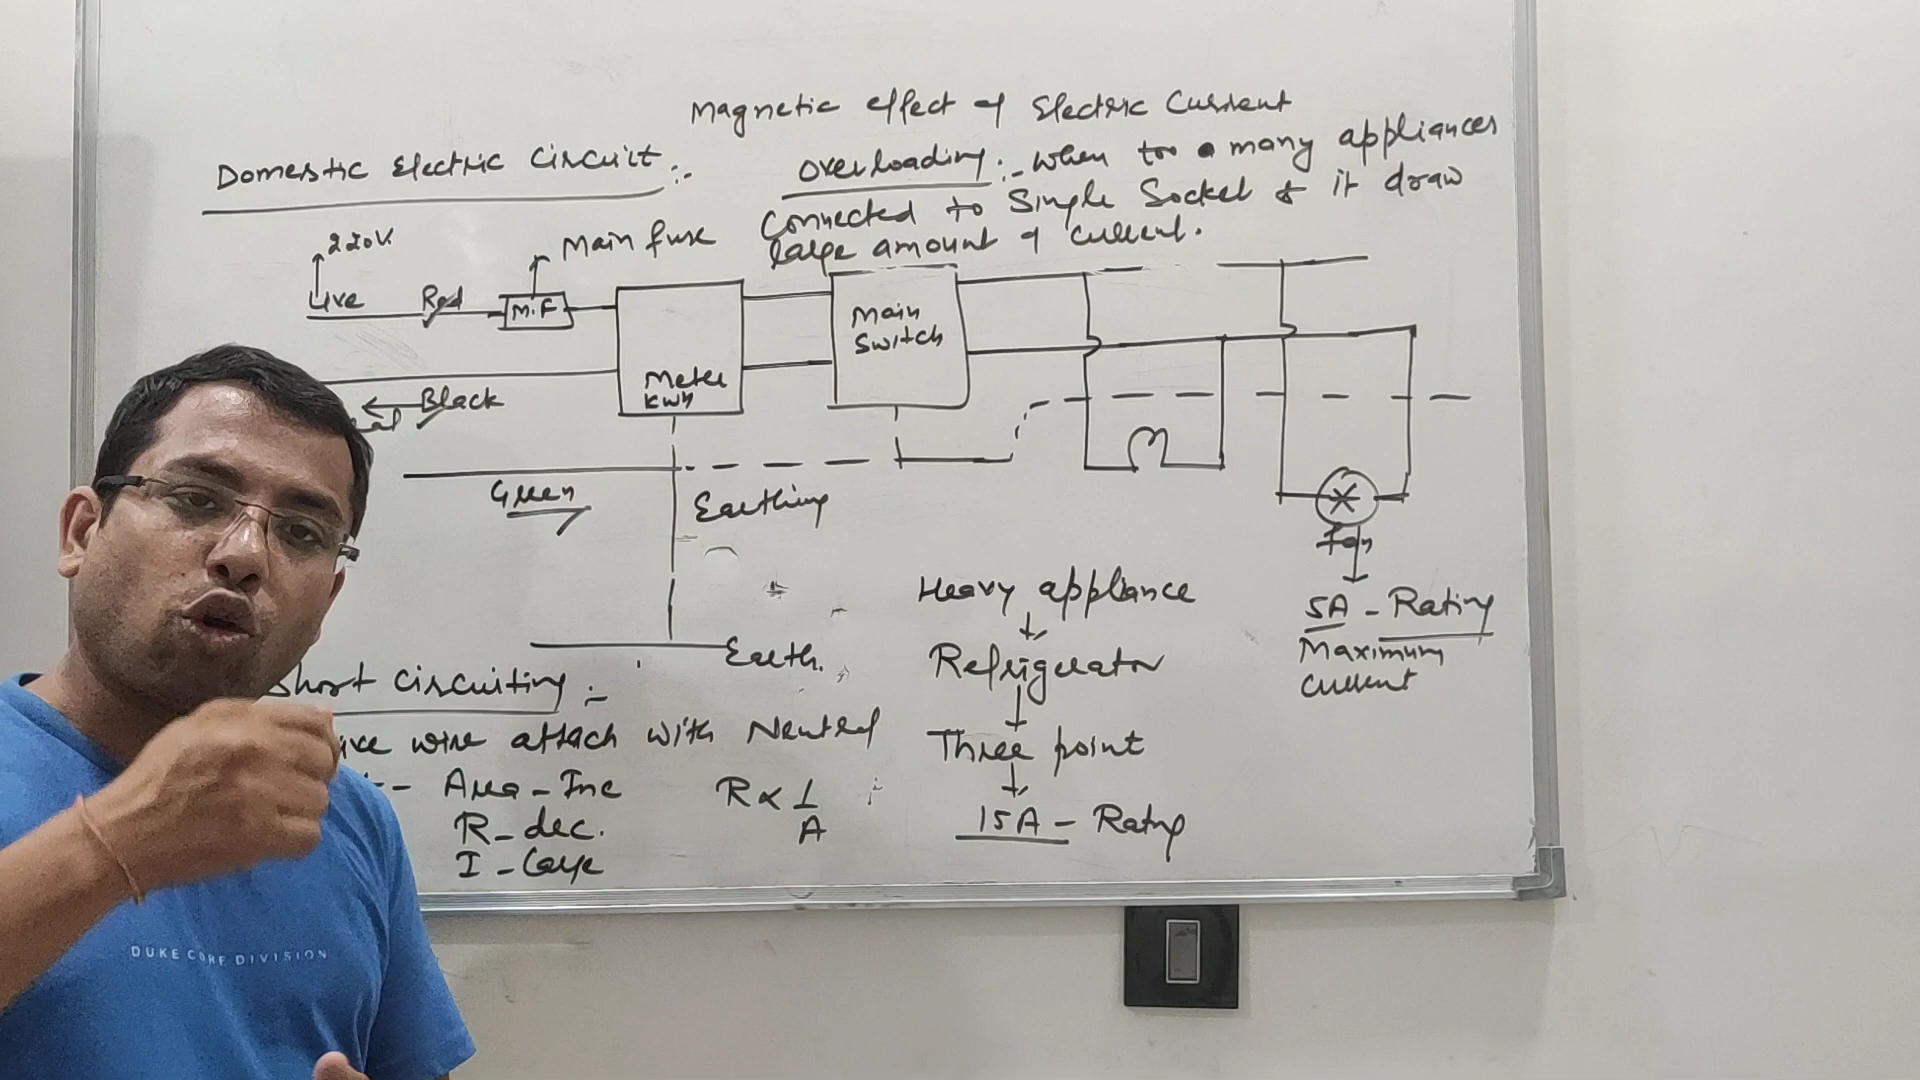 Magnetic effect of Electric Current
Domestic Electric Circuit :-
Overloading :- When too many appliances
Connected to Single Socket & it draw
large amount of current.
220V.
Main fuse
Live
Red
M.F
Meter
KWh
Main
Switch
Black
Green
Earthing
Earth.
Fan
5A - Rating
Maximum
Current
Heavy appliance
Refrigerator
Three point
15A - Rating
Short Circuiting :-
wire attach with Neutral
Area - Inc
R - dec.
I - Large
R ∝ 1
A
DUKE CORE DIVISION